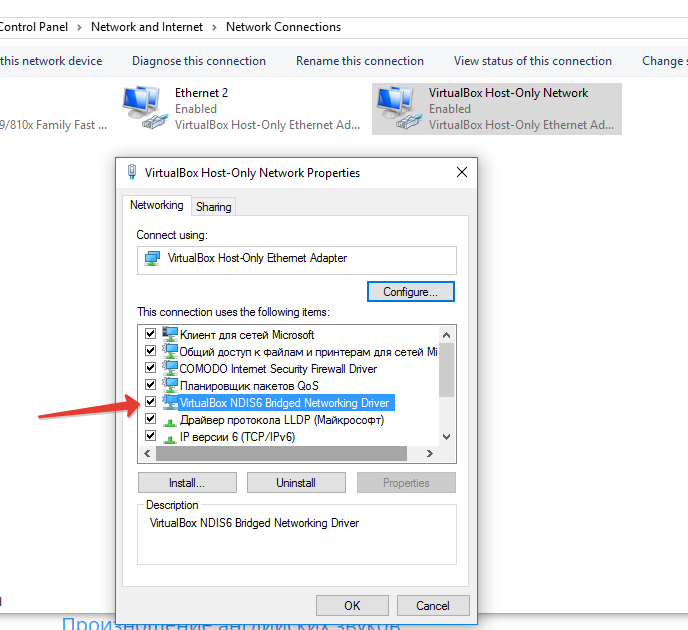 Control Panel > Network and Internet > Network Connections
this network device Diagnose this connection Rename this connection View status of this connection Change s
Ethernet 2
Enabled
VirtualBox Host-Only Ethernet Ad...
VirtualBox Host-Only Network
Enabled
VirtualBox Host-Only Ethernet Ad...
9/810x Family Fast ...
VirtualBox Host-Only Network Properties
Networking Sharing
Connect using:
VirtualBox Host-Only Ethernet Adapter
Configure...
This connection uses the following items:
Клиент для сетей Microsoft
Общий доступ к файлам и принтерам для сетей Mi
COMODO Internet Security Firewall Driver
Планировщик пакетов QoS
VirtualBox NDIS6 Bridged Networking Driver
Драйвер протокола LLDP (Майкрософт)
IP версии 6 (TCP/IPv6)
Install... Uninstall Properties
Description
VirtualBox NDIS6 Bridged Networking Driver
OK Cancel
Произношение английских звуков